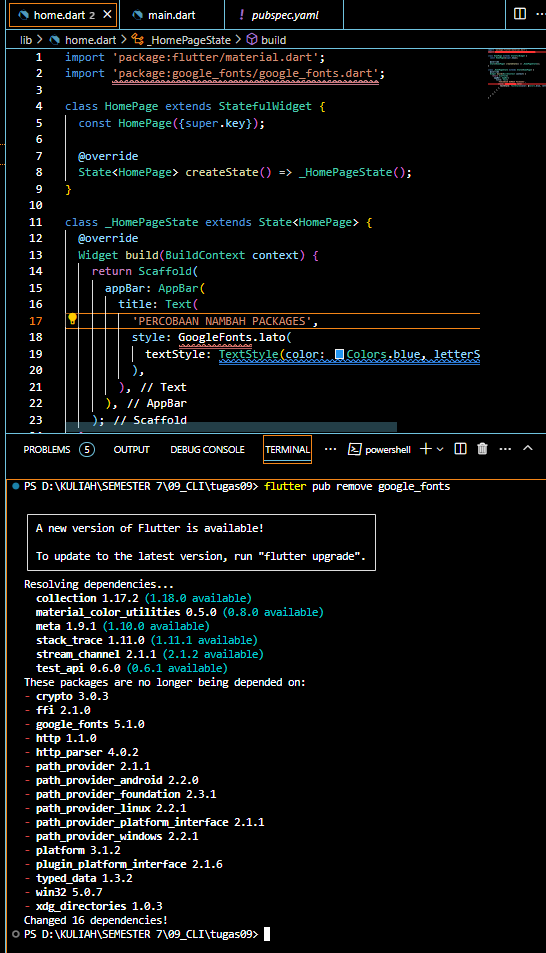 home.dart 2 main.dart ! pubspec.yaml
lib > home.dart > _HomePageState > build
1 import 'package:flutter/material.dart';
2 import 'package:google_fonts/google_fonts.dart';
3
4 class HomePage extends StatefulWidget {
5 const HomePage({super.key});
6
7 @override
8 State<HomePage> createState() => _HomePageState();
9 }
10
11 class _HomePageState extends State<HomePage> {
12 @override
13 Widget build(BuildContext context) {
14 return Scaffold(
15 appBar: AppBar(
16 title: Text(
17 'PERCOBAAN NAMBAH PACKAGES',
18 style: GoogleFonts.lato(
19 textStyle: TextStyle(color: Colors.blue, letterS
20 ),
21 ), // Text
22 ), // AppBar
23 ); // Scaffold
PROBLEMS 5 OUTPUT DEBUG CONSOLE TERMINAL ... powershell
PS D:\KULIAH\SEMESTER 7\09_CLI\tugas09> flutter pub remove google_fonts
A new version of Flutter is available!
To update to the latest version, run "flutter upgrade".
Resolving dependencies...
collection 1.17.2 (1.18.0 available)
material_color_utilities 0.5.0 (0.8.0 available)
meta 1.9.1 (1.10.0 available)
stack_trace 1.11.0 (1.11.1 available)
stream_channel 2.1.1 (2.1.2 available)
test_api 0.6.0 (0.6.1 available)
These packages are no longer being depended on:
- crypto 3.0.3
- ffi 2.1.0
- google_fonts 5.1.0
- http 1.1.0
- http_parser 4.0.2
- path_provider 2.1.1
- path_provider_android 2.2.0
- path_provider_foundation 2.3.1
- path_provider_linux 2.2.1
- path_provider_platform_interface 2.1.1
- path_provider_windows 2.2.1
- platform 3.1.2
- plugin_platform_interface 2.1.6
- typed_data 1.3.2
- win32 5.0.7
- xdg_directories 1.0.3
Changed 16 dependencies!
PS D:\KULIAH\SEMESTER 7\09_CLI\tugas09>